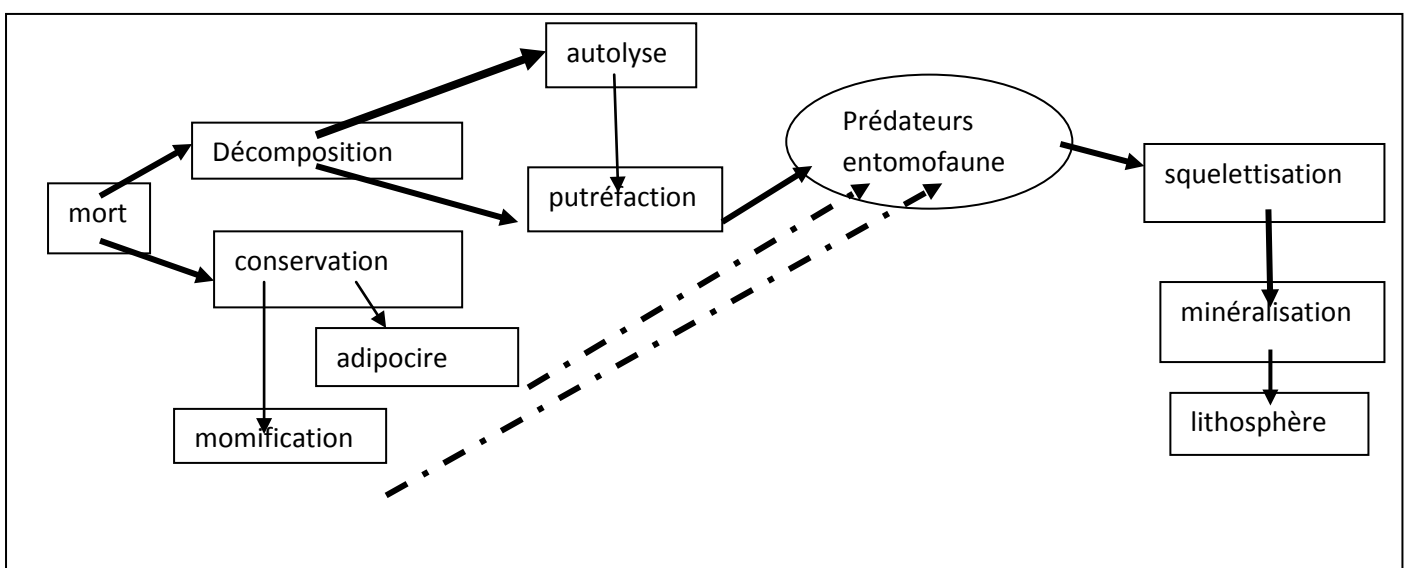 autolyse
Prédateurs
entomofaune
Décomposition
squelettisation
putréfaction
mort
conservation
minéralisation
adipocire
lithosphère
momification